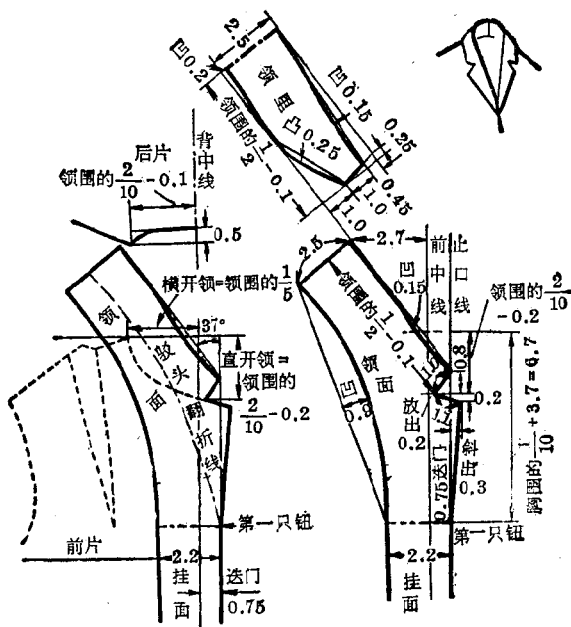 2.5
凹0.2
领里
凸0.25
凹0.15
0.25
0.45
1.0
1.0
领围的1/2-0.1
后片
背中线
领围的2/10-0.1
0.5
横开领=领围的1/5
37°
领面
驳头
翻折线
直开领=
领围的
2/10-0.2
第一只钮
前片
2.2
挂面
迭门
0.75
2.5
2.7
前中线
止口线
凹
0.15
领围的1/2-0.1
领围的2/10
-0.2
0.8
0.2
领面
凹
放出
0.2
0.75迭门
斜出
0.3
胸围的1/10+3.7=6.7
第一只钮
2.2
挂面